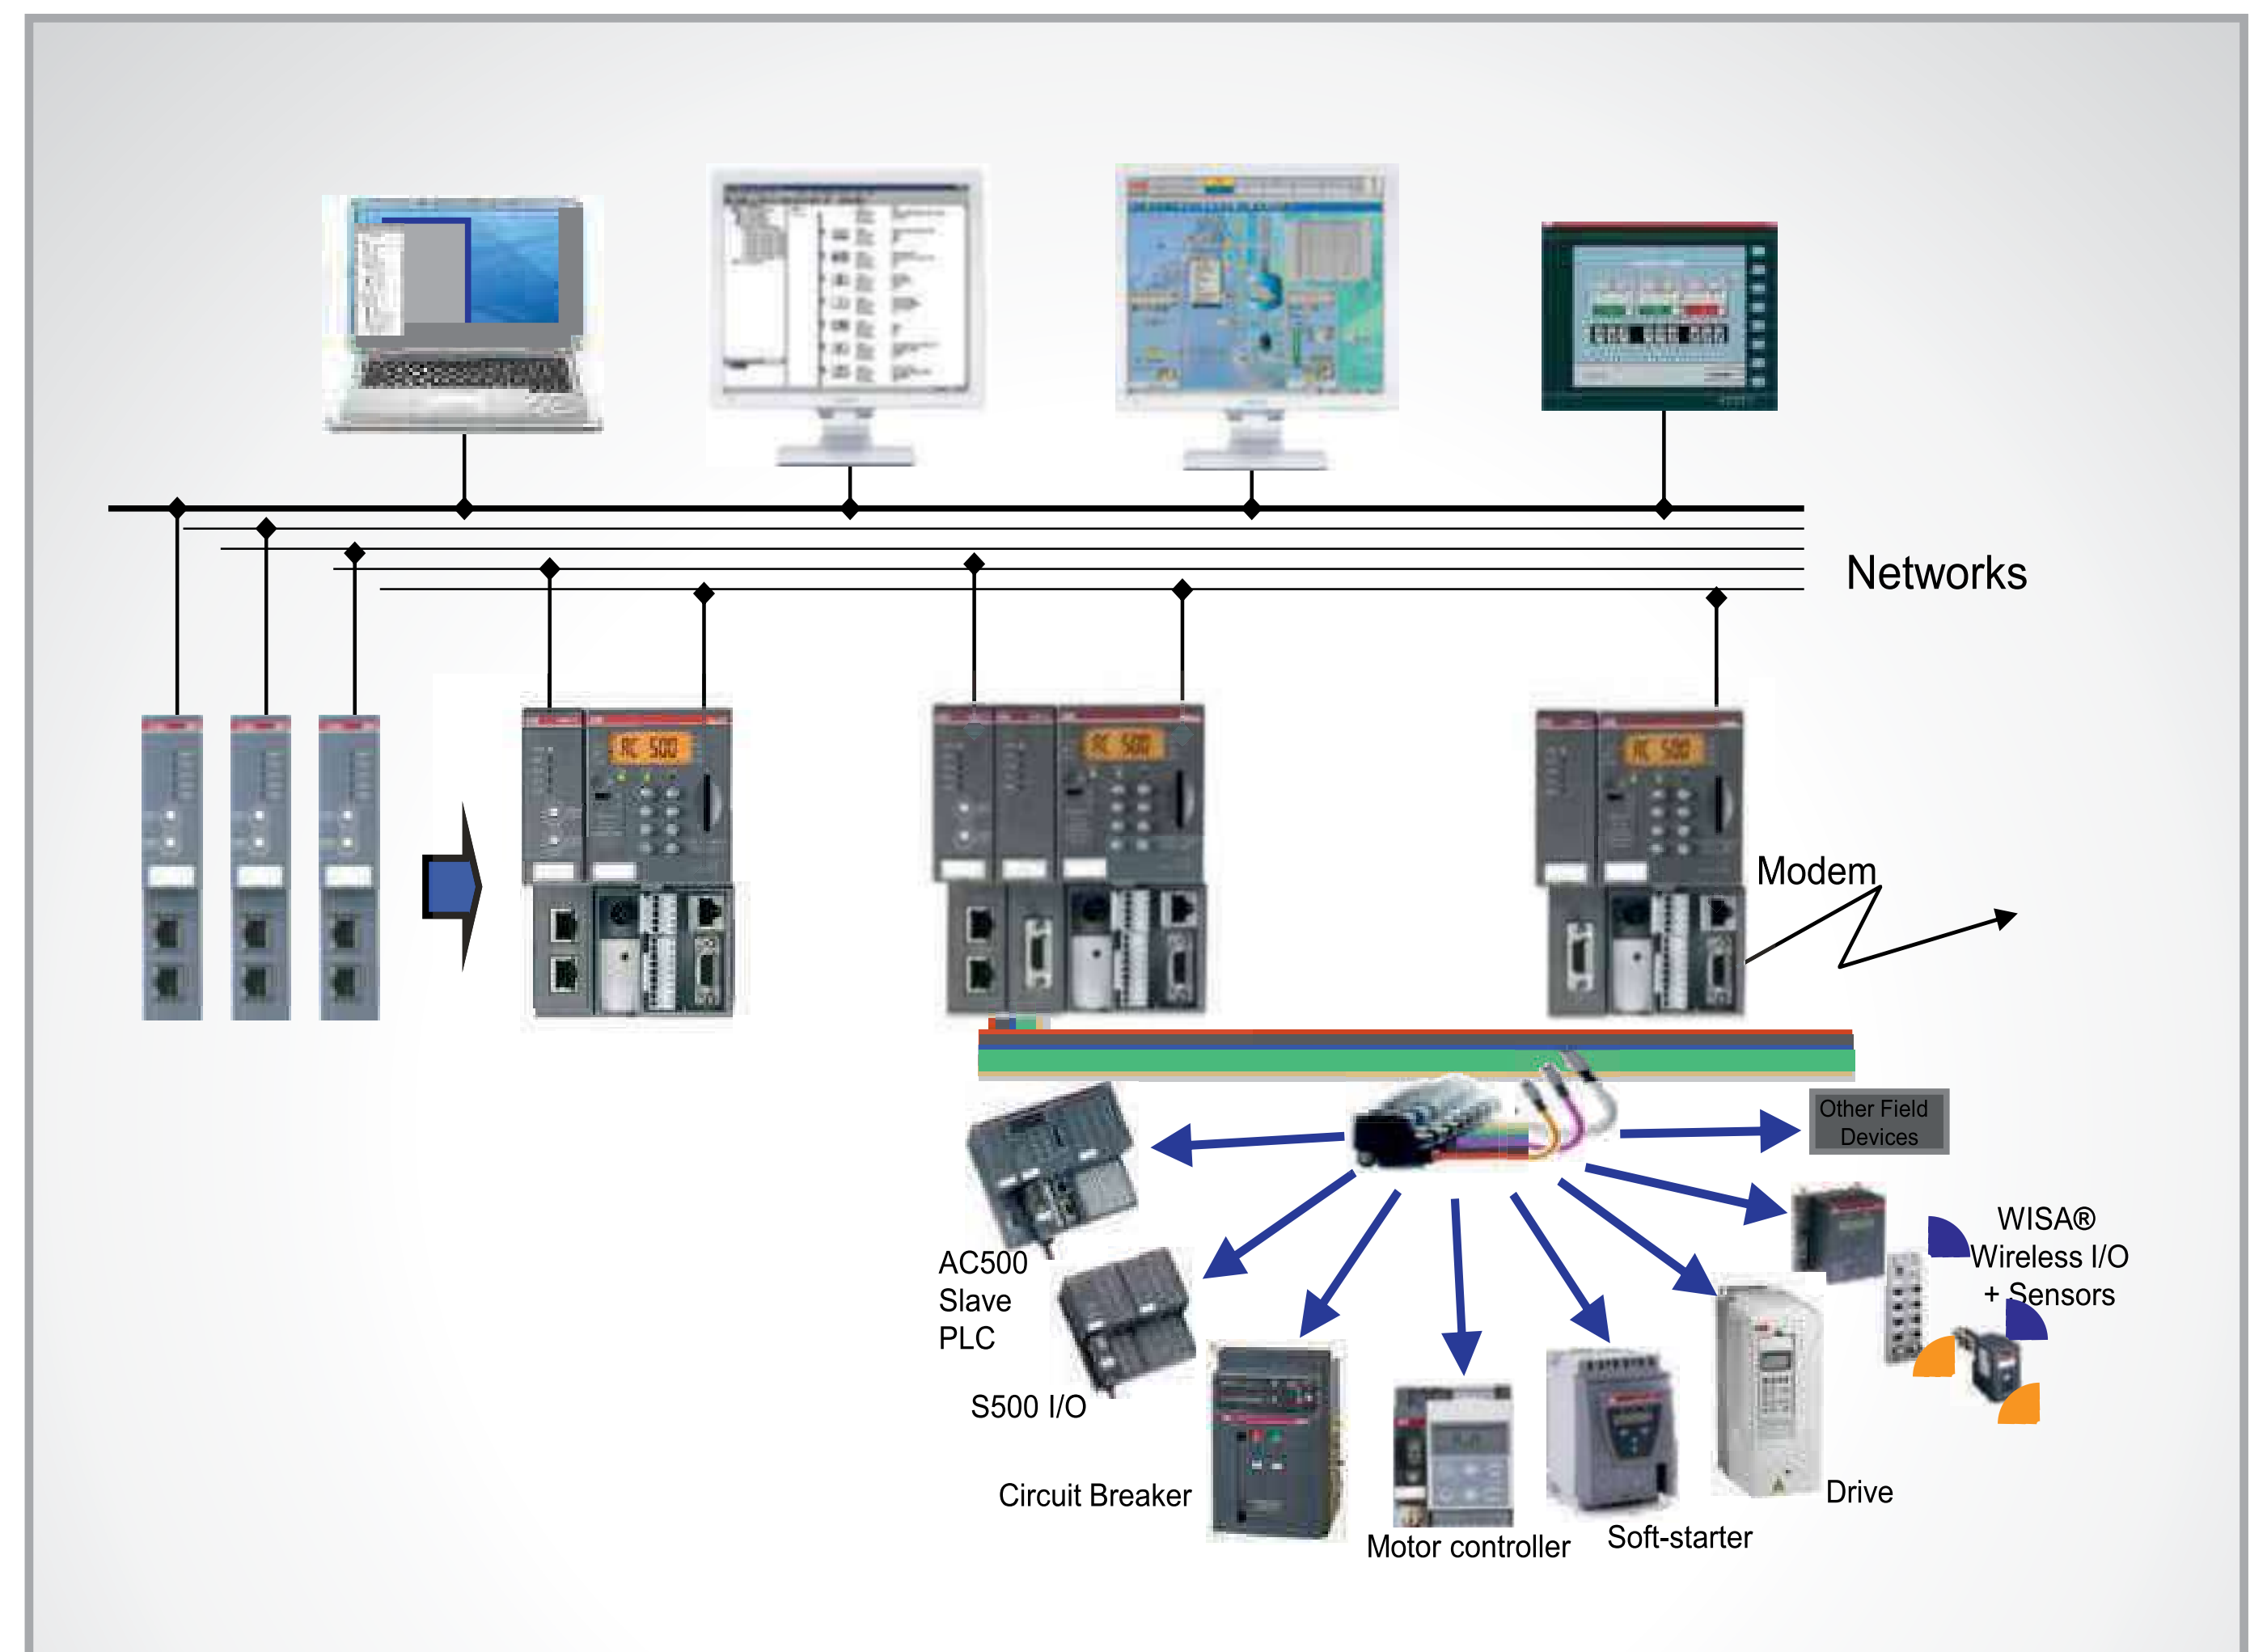 Networks
AC 500
AC 500
AC 500
Modem
Other Field
Devices
WISA®
Wireless I/O
+ Sensors
AC500
Slave
PLC
S500 I/O
Circuit Breaker
Motor controller
Soft-starter
Drive